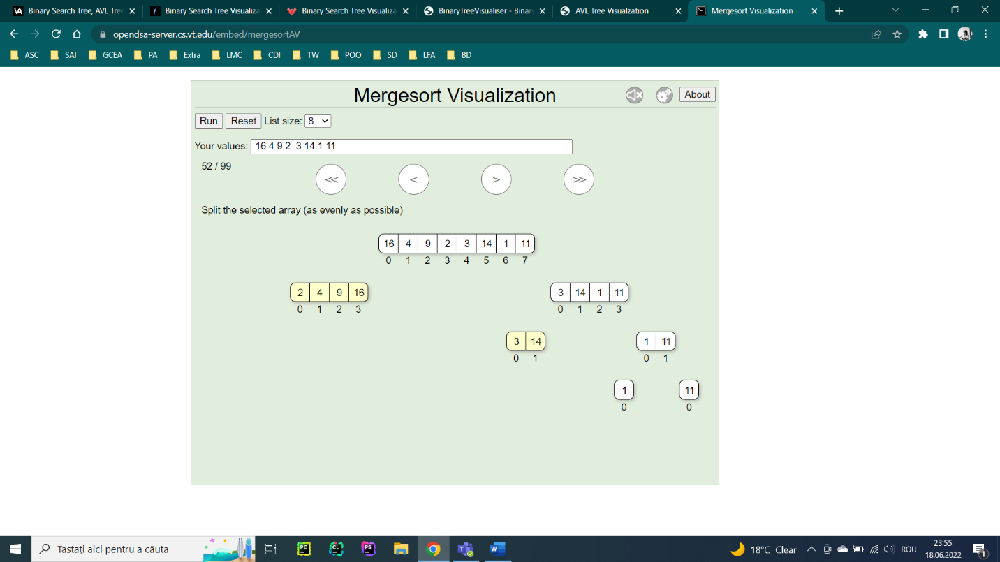 Binary Search Tree, AVL Tree
Binary Search Tree Visualiza
Binary Search Tree Visualiza
BinaryTreeVisualiser - Binary
AVL Tree Visualzation
Mergesort Visualization
opendsa-server.cs.vt.edu/embed/mergesortAV
ASC SAI GCEA PA Extra LMC CDI TW POO SD LFA BD
Mergesort Visualization
About
Run Reset List size: 8
Your values: 16 4 9 2  3 14 1 11
52 / 99
<< < > >>
Split the selected array (as evenly as possible)
16 4 9 2 3 14 1 11
0 1 2 3 4 5 6 7
2 4 9 16 3 14 1 11
0 1 2 3 0 1 2 3
3 14 1 11
0 1 0 1
1 11
0 0
Tastați aici pentru a căuta
PC CL PS W
18°C Clear
ROU
23:55
18.06.2022
1